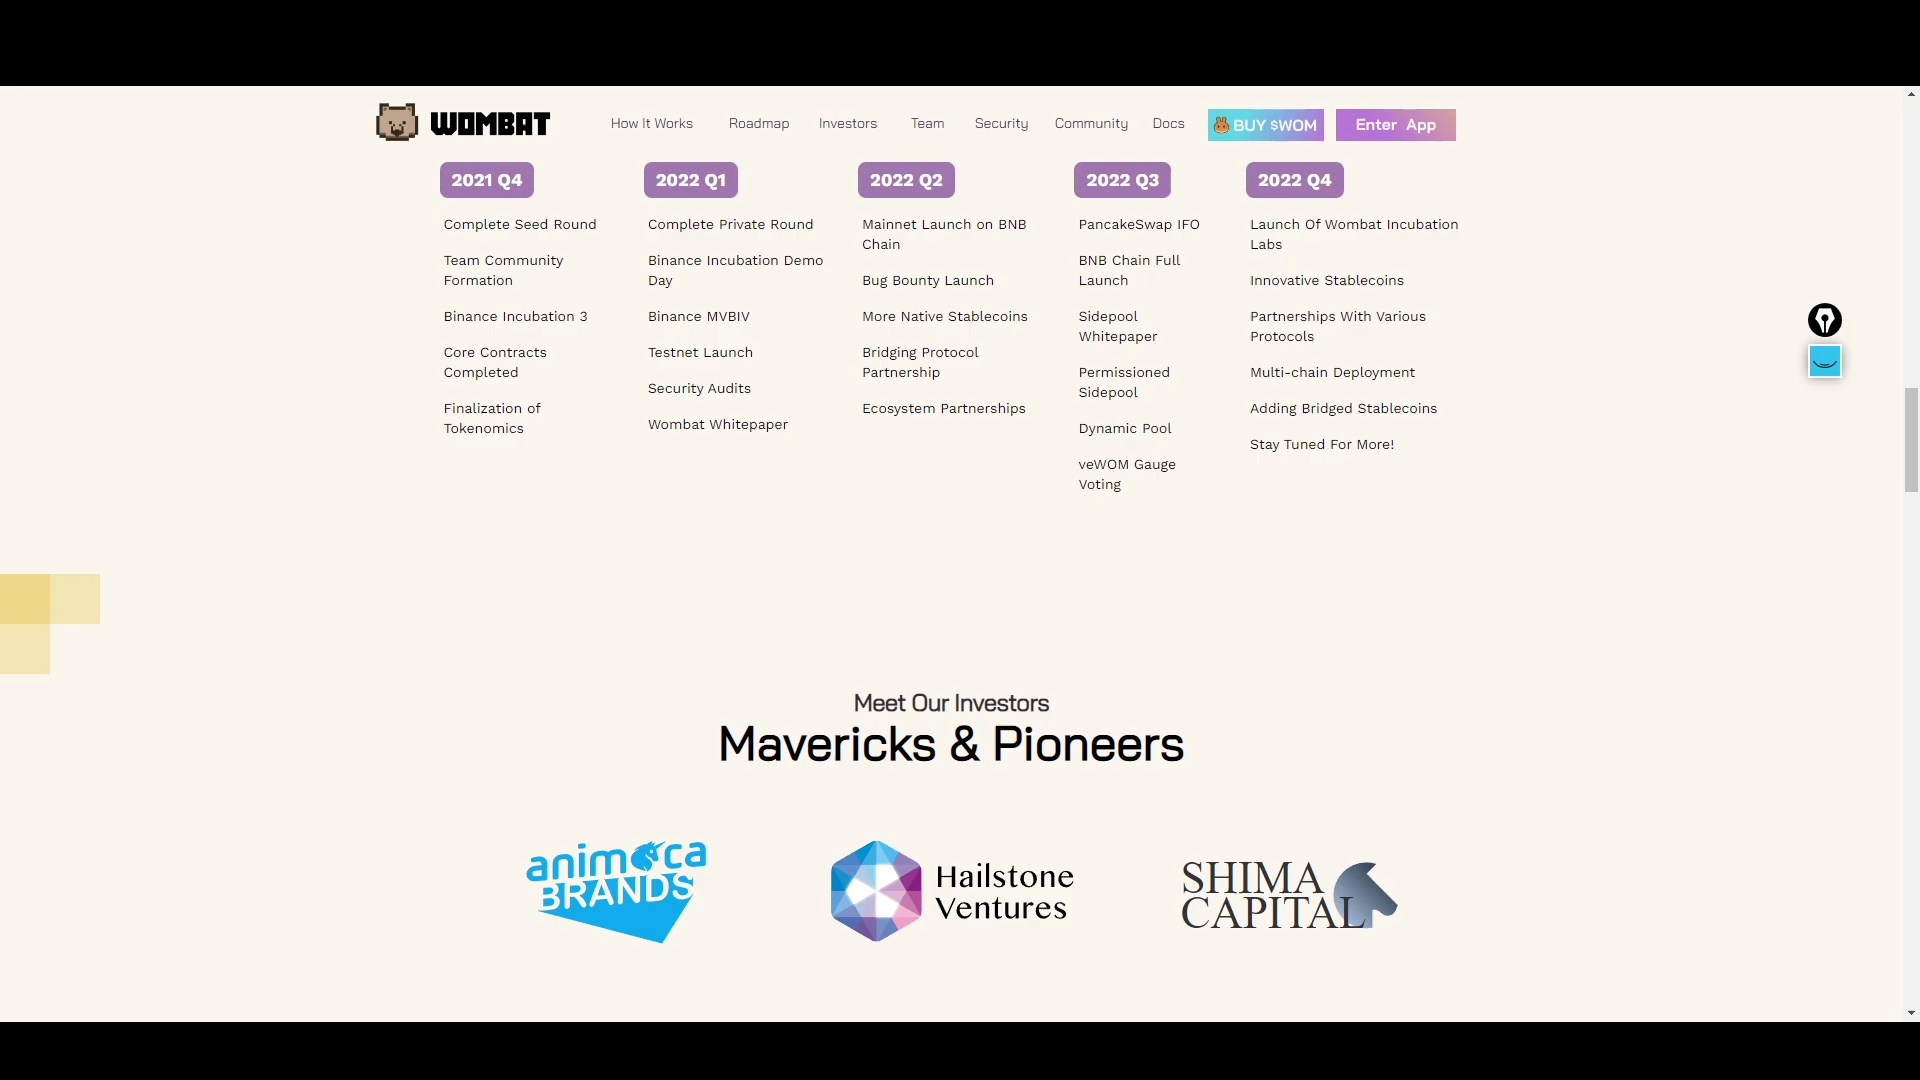 WOMBAT
How It Works
Roadmap
Investors
Team
Security
Community
Docs
BUY $WOM
Enter App
2021 Q4
Complete Seed Round
Team Community
Formation
Binance Incubation 3
Core Contracts
Completed
Finalization of
Tokenomics
2022 Q1
Complete Private Round
Binance Incubation Demo
Day
Binance MVBIV
Testnet Launch
Security Audits
Wombat Whitepaper
2022 Q2
Mainnet Launch on BNB
Chain
Bug Bounty Launch
More Native Stablecoins
Bridging Protocol
Partnership
Ecosystem Partnerships
2022 Q3
PancakeSwap IFO
BNB Chain Full
Launch
Sidepool
Whitepaper
Permissioned
Sidepool
Dynamic Pool
veWOM Gauge
Voting
2022 Q4
Launch Of Wombat Incubation
Labs
Innovative Stablecoins
Partnerships With Various
Protocols
Multi-chain Deployment
Adding Bridged Stablecoins
Stay Tuned For More!
Meet Our Investors
Mavericks & Pioneers
animoca
BRANDS
Hailstone
Ventures
SHIMA
CAPITAL